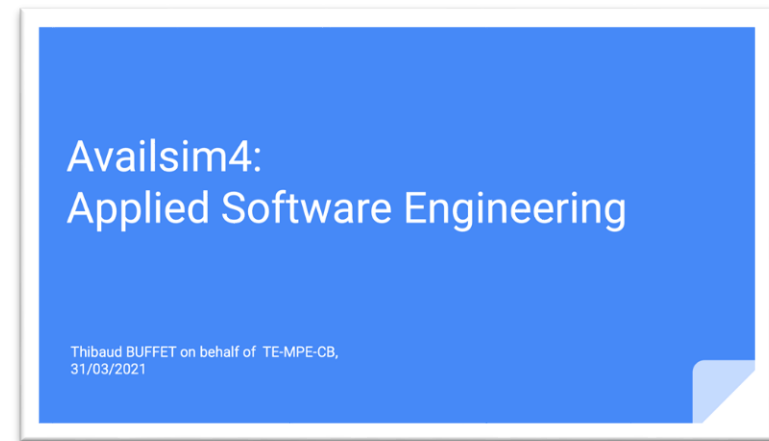 Availsim4:
Applied Software Engineering
Thibaud BUFFET on behalf of TE-MPE-CB,
31/03/2021